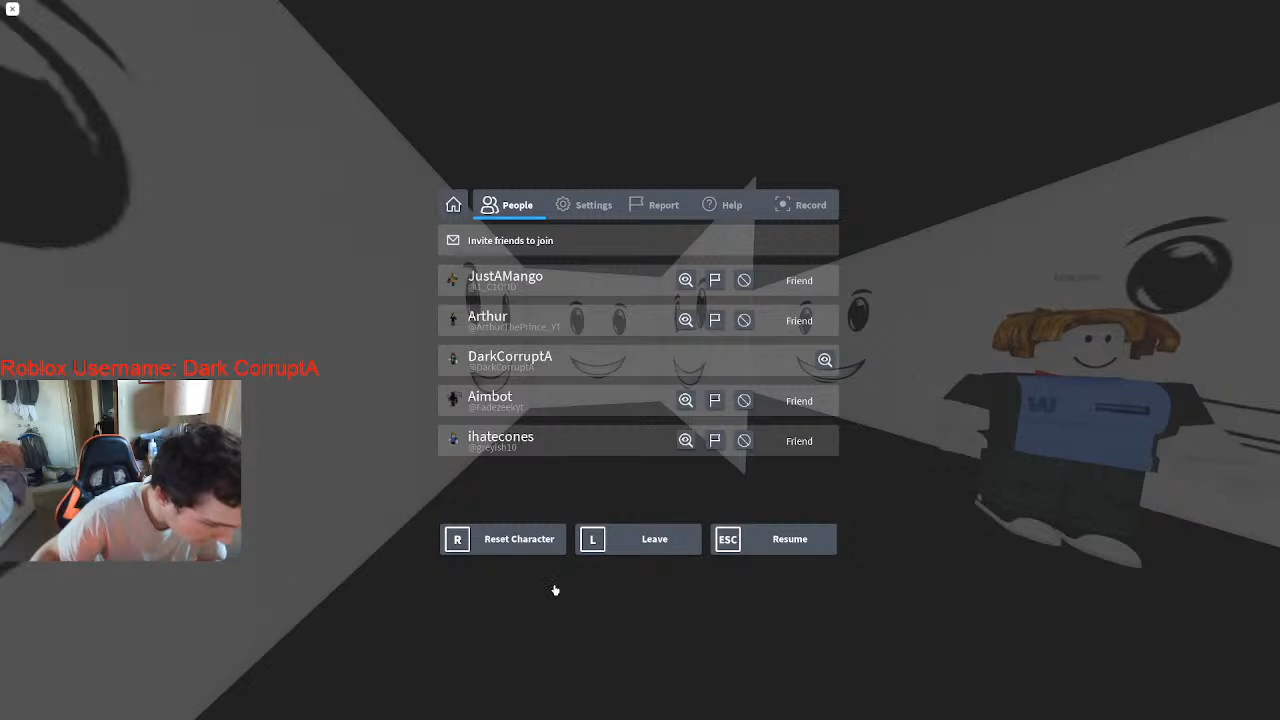 People
Settings
Report
Help
Record
Invite friends to join
JustAMango
Friend
Arthur
@ArthurThePrince_YT
Friend
DarkCorruptA
@DarkCorruptA
Roblox Username: Dark CorruptA
Aimbot
@Fadezeekyt
Friend
ihatecones
@greyish10
Friend
R Reset Character
L Leave
ESC Resume
W